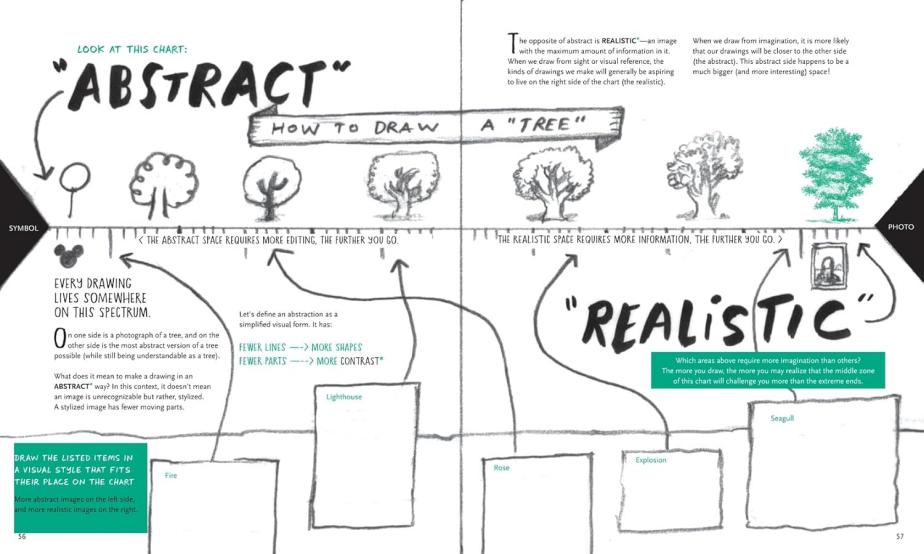 LOOK AT THIS CHART:
"ABSTRACT"
HOW TO DRAW A "TREE"
The opposite of abstract is REALISTIC*—an image
with the maximum amount of information in it.
When we draw from sight or visual reference, the
kinds of drawings we make will generally be aspiring
to live on the right side of the chart (the realistic).
When we draw from imagination, it is more likely
that our drawings will be closer to the other side
(the abstract). This abstract side happens to be a
much bigger (and more interesting) space!
SYMBOL
PHOTO
< THE ABSTRACT SPACE REQUIRES MORE EDITING, THE FURTHER YOU GO.
THE REALISTIC SPACE REQUIRES MORE INFORMATION, THE FURTHER YOU GO. >
EVERY DRAWING
LIVES SOMEWHERE
ON THIS SPECTRUM.
On one side is a photograph of a tree, and on the
other side is the most abstract version of a tree
possible (while still being understandable as a tree).
What does it mean to make a drawing in an
ABSTRACT* way? In this context, it doesn't mean
an image is unrecognizable but rather, stylized.
A stylized image has fewer moving parts.
Let's define an abstraction as a
simplified visual form. It has:
FEWER LINES ---> MORE SHAPES
FEWER PARTS ---> MORE CONTRAST*
"REALiSTIC"
Which areas above require more imagination than others?
The more you draw, the more you may realize that the middle zone
of this chart will challenge you more than the extreme ends.
DRAW THE LISTED ITEMS IN
A VISUAL STYLE THAT FITS
THEIR PLACE ON THE CHART
More abstract images on the left side,
and more realistic images on the right.
Fire
Lighthouse
Rose
Explosion
Seagull
56
57